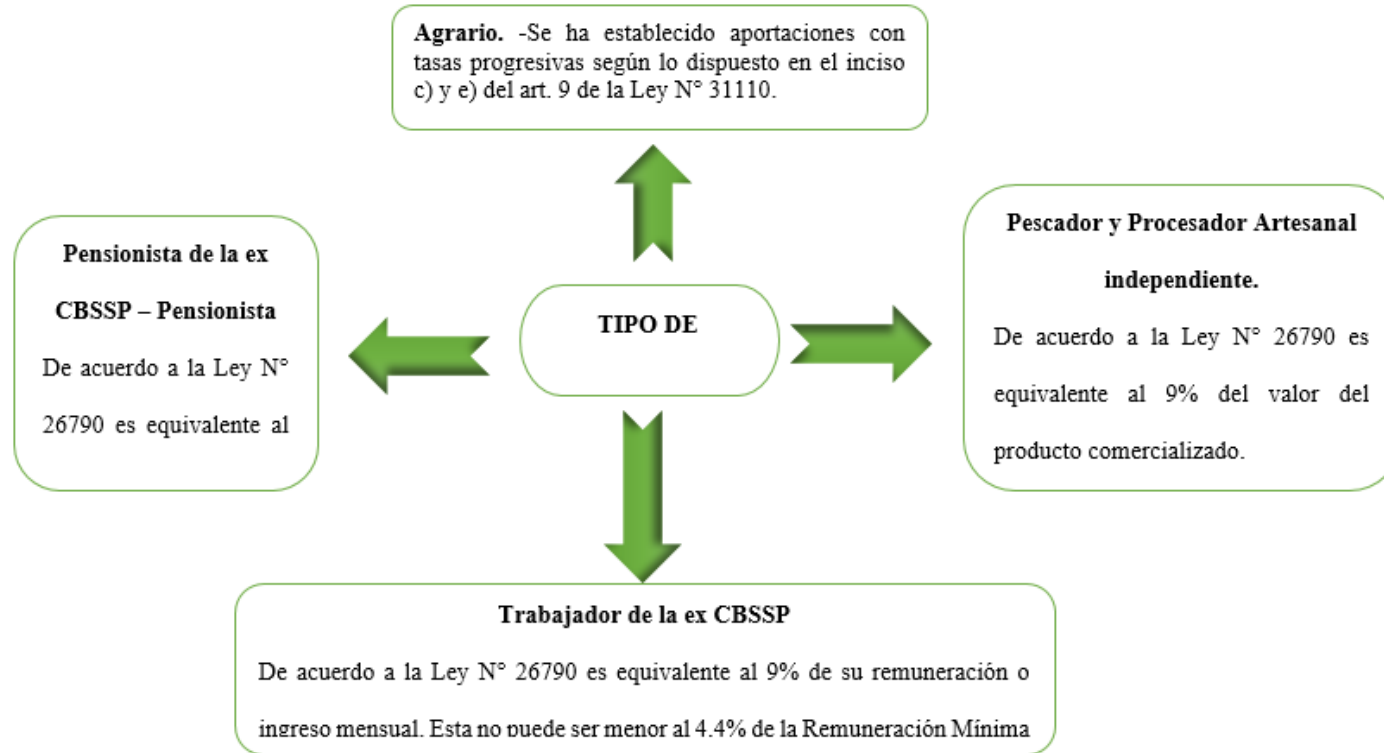 Agrario. -Se ha establecido aportaciones con
tasas progresivas según lo dispuesto en el inciso
c) y e) del art. 9 de la Ley N° 31110.
Pensionista de la ex
CBSSP – Pensionista
De acuerdo a la Ley N°
26790 es equivalente al
TIPO DE
Pescador y Procesador Artesanal
independiente.
De acuerdo a la Ley N° 26790 es
equivalente al 9% del valor del
producto comercializado.
Trabajador de la ex CBSSP
De acuerdo a la Ley N° 26790 es equivalente al 9% de su remuneración o
ingreso mensual. Esta no puede ser menor al 4.4% de la Remuneración Mínima